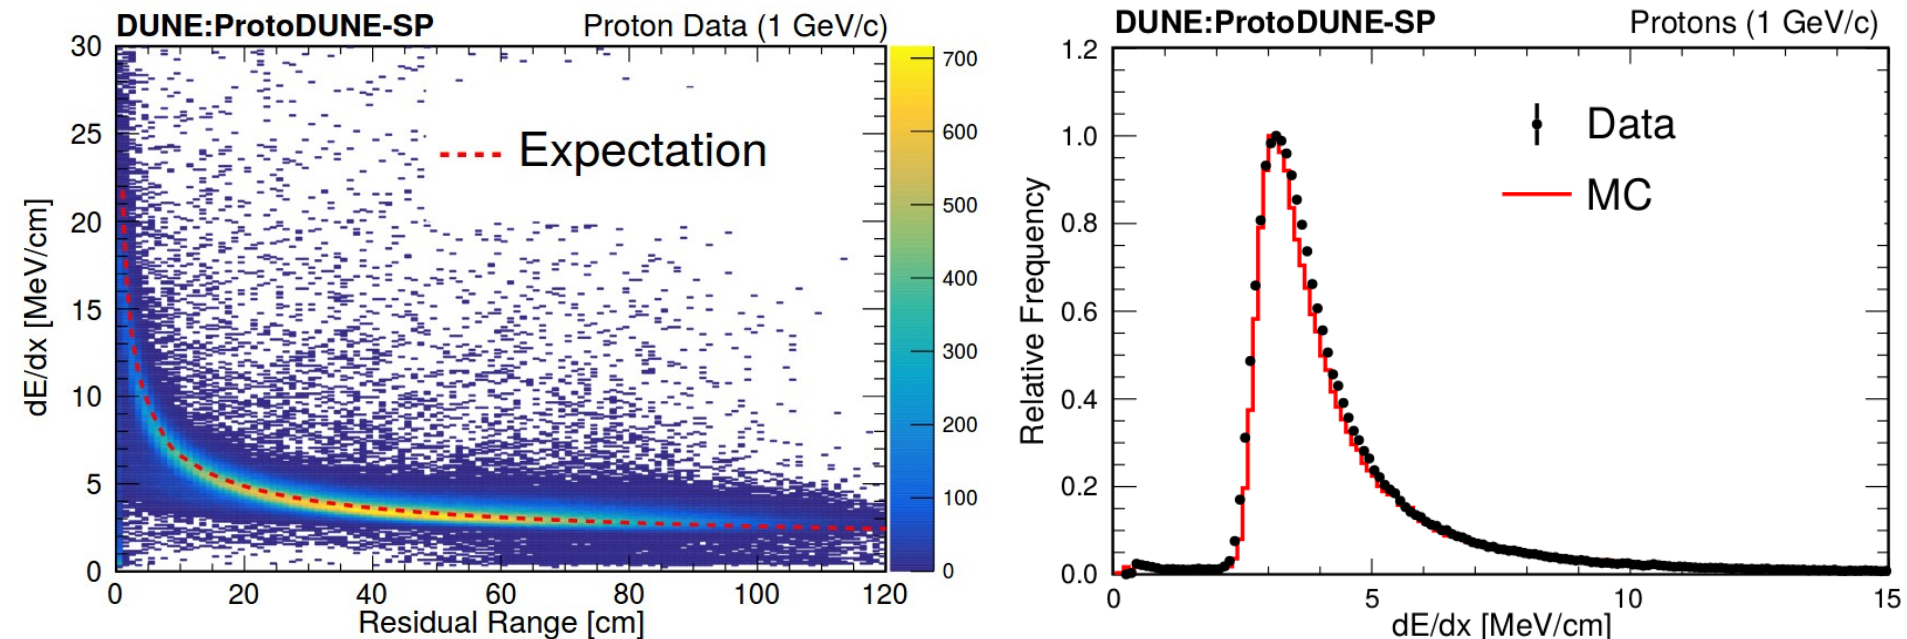 DUNE:ProtoDUNE-SP Proton Data (1 GeV/c)
30
25
20
15
10
5
0
dE/dx [MeV/cm]
Expectation
700
600
500
400
300
200
100
0
0 20 40 60 80 100 120
Residual Range [cm]
DUNE:ProtoDUNE-SP Protons (1 GeV/c)
1.2
1.0
0.8
0.6
0.4
0.2
0.0
Relative Frequency
Data
MC
0 5 10 15
dE/dx [MeV/cm]